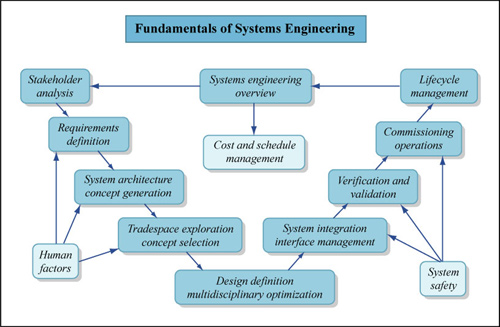 Fundamentals of Systems Engineering
Stakeholder
analysis
Systems engineering
overview
Lifecycle
management
Requirements
definition
Cost and schedule
management
Commissioning
operations
System architecture
concept generation
Verification and
validation
Tradespace exploration
concept selection
System integration
interface management
Human
factors
Design definition
multidisciplinary optimization
System
safety